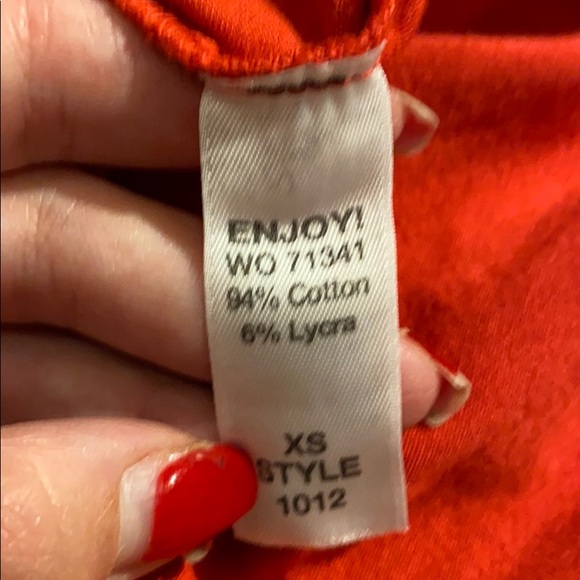 ENJOY!
WO 71341
94% Cotton
6% Lycra
XS
STYLE
1012